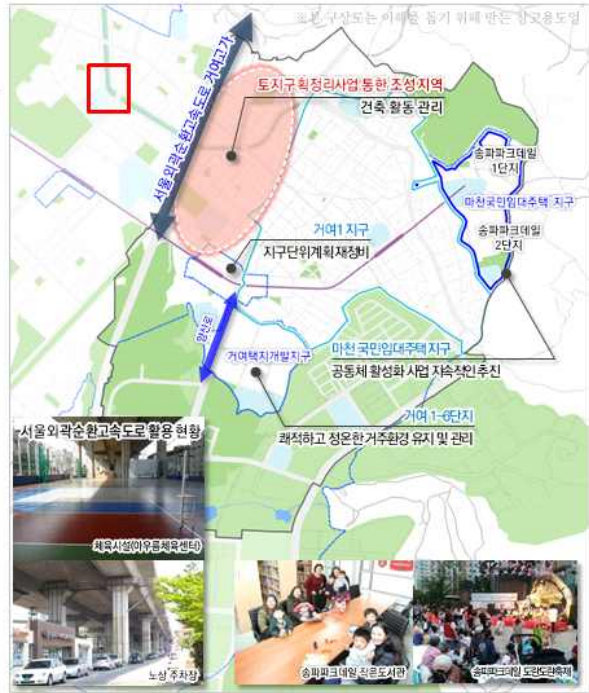 ※본 구상도는 이해를 돕기 위해 만든 참고용도임
서울외곽순환고속도로 거여고가
토지구획정리사업 통한 조성 지역
건축 활동 관리
송파파크데일
1단지
마천국민임대주택 지구
송파파크데일
2단지
거여1 지구
지구단위계획 재정비
양산로
거여택지개발지구
마천 국민임대주택지구
공동체 활성화 사업 지속적인 추진
거여 1-6단지
쾌적하고 정온한 거주환경 유지 및 관리
서울외곽순환고속도로 활용 현황
체육시설(아우름체육센터)
노상 주차장
송파파크데일 작은도서관
송파파크데일 도란도란축제